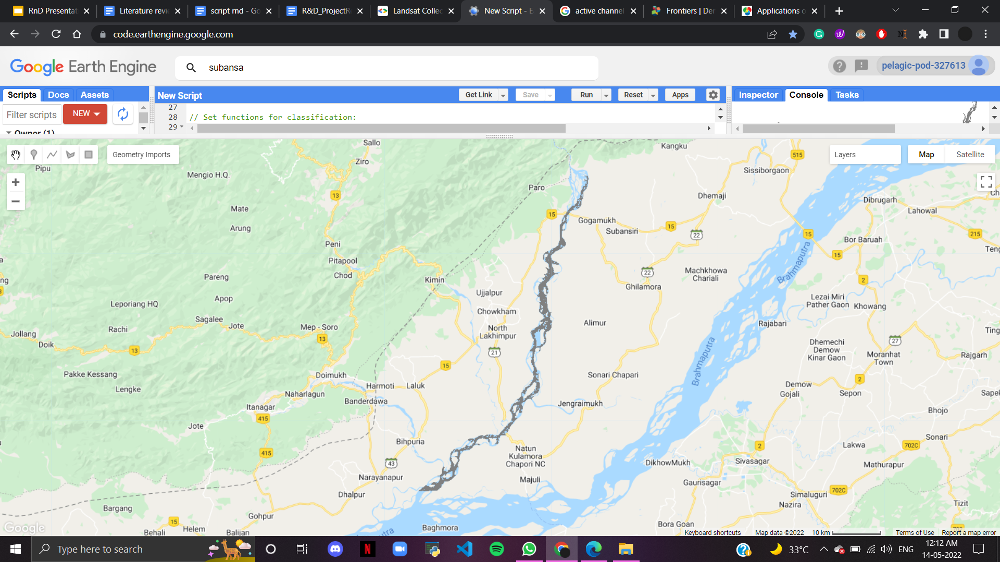 RnD Presentat
Literature revie
script rnd - Go
R&D_ProjectRe
Landsat Collec
New Script - E
active channel
Frontiers | Der
Applications o
code.earthengine.google.com
Google Earth Engine
subansa
pelagic-pod-327613
Scripts
Docs
Assets
New Script
Get Link
Save
Run
Reset
Apps
Inspector
Console
Tasks
Filter scripts
NEW
Owner (1)
27
28 // Set functions for classification:
29
Geometry Imports
Layers
Map
Satellite
Sallo
Kangku
Pipu
Ziro
515
Sissiborgaon
Mengio H.Q.
Paro
13
Dhemaji
Dibrugarh
Ch
Mate
15
Lahowal
Arung
Gogamukh
Subansiri
15
22
15
215
Peni
Bor Baruah
Teng
Pitapool
15
Brahmaputra
Chod
Pareng
Kimin
22
Machkhowa
Chariali
2
ng
Ghilamora
Ujjalpur
Apop
Lezai Miri
Pather Gaon
Khowang
Leporiang HQ
Chowkham
Sagalee
Jote
Mep - Soro
Alimur
Rajabari
Rachi
North
Lakhimpur
Ting
Jollang
13
Doik
13
21
Brahmaputra
Dhemechi
Demow
Kinar Gaon
27
Moranhat
Town
Rajgarh
15
Pakke Kessang
Doimukh
Sonari Chapari
Lengke
Harmoti
Laluk
2
Demow
Gojali
Sepon
Sapek
Naharlagun
Banderdawa
Itanagar
Jengraimukh
415
Bhojo
Jote
Bihpuria
Sonari
2
Lakwa
702C
415
Natun
Kulamora
Chapori NC
43
DikhowMukh
Sivasagar
Mathurapur
Narayanapur
Majuli
Gaurisagar
Dhalpur
702C
Simaluguri
Nazira
Tizit
Bargang
Gohpur
15
Bora Goan
Behali
Helem
Balijan
Baghmora
putra
Google
Keyboard shortcuts
Map data ©2022
10 km
Terms of Use
Report a map error
Type here to search
33°C
ENG
12:12 AM
14-05-2022